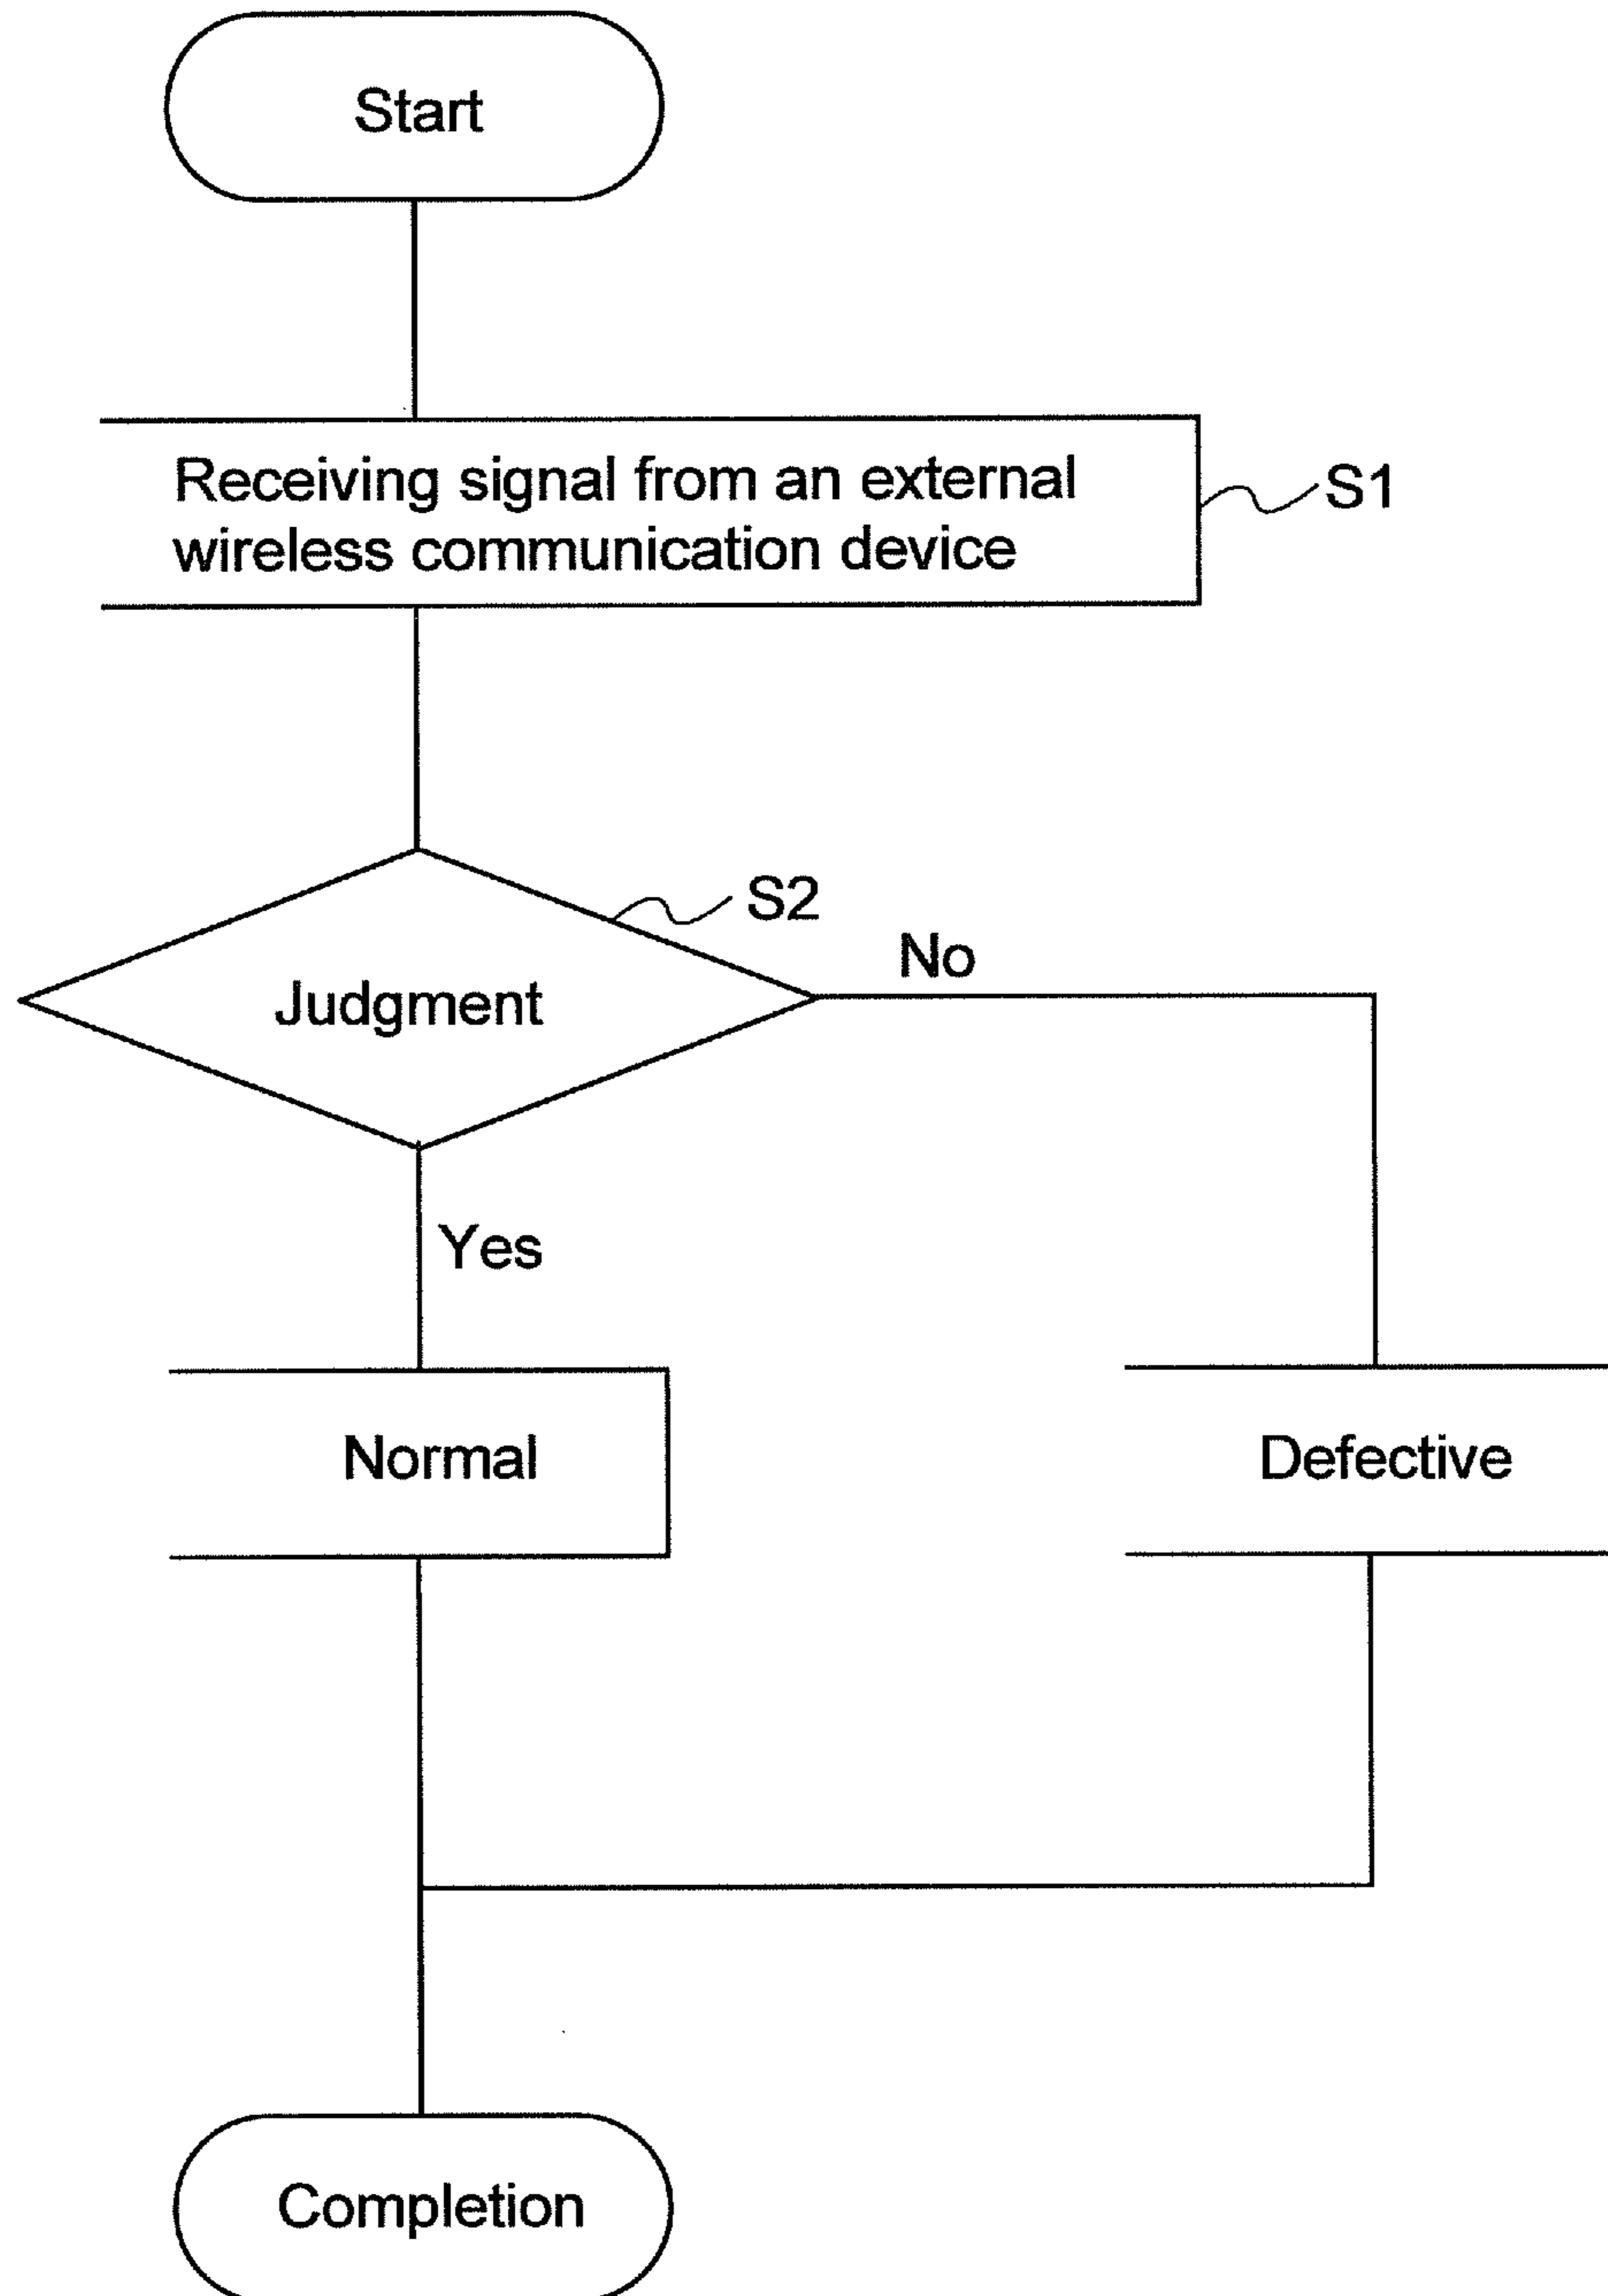 Start
Receiving signal from an external
wireless communication device
S1
S2
No
Judgment
Yes
Normal
Defective
Completion